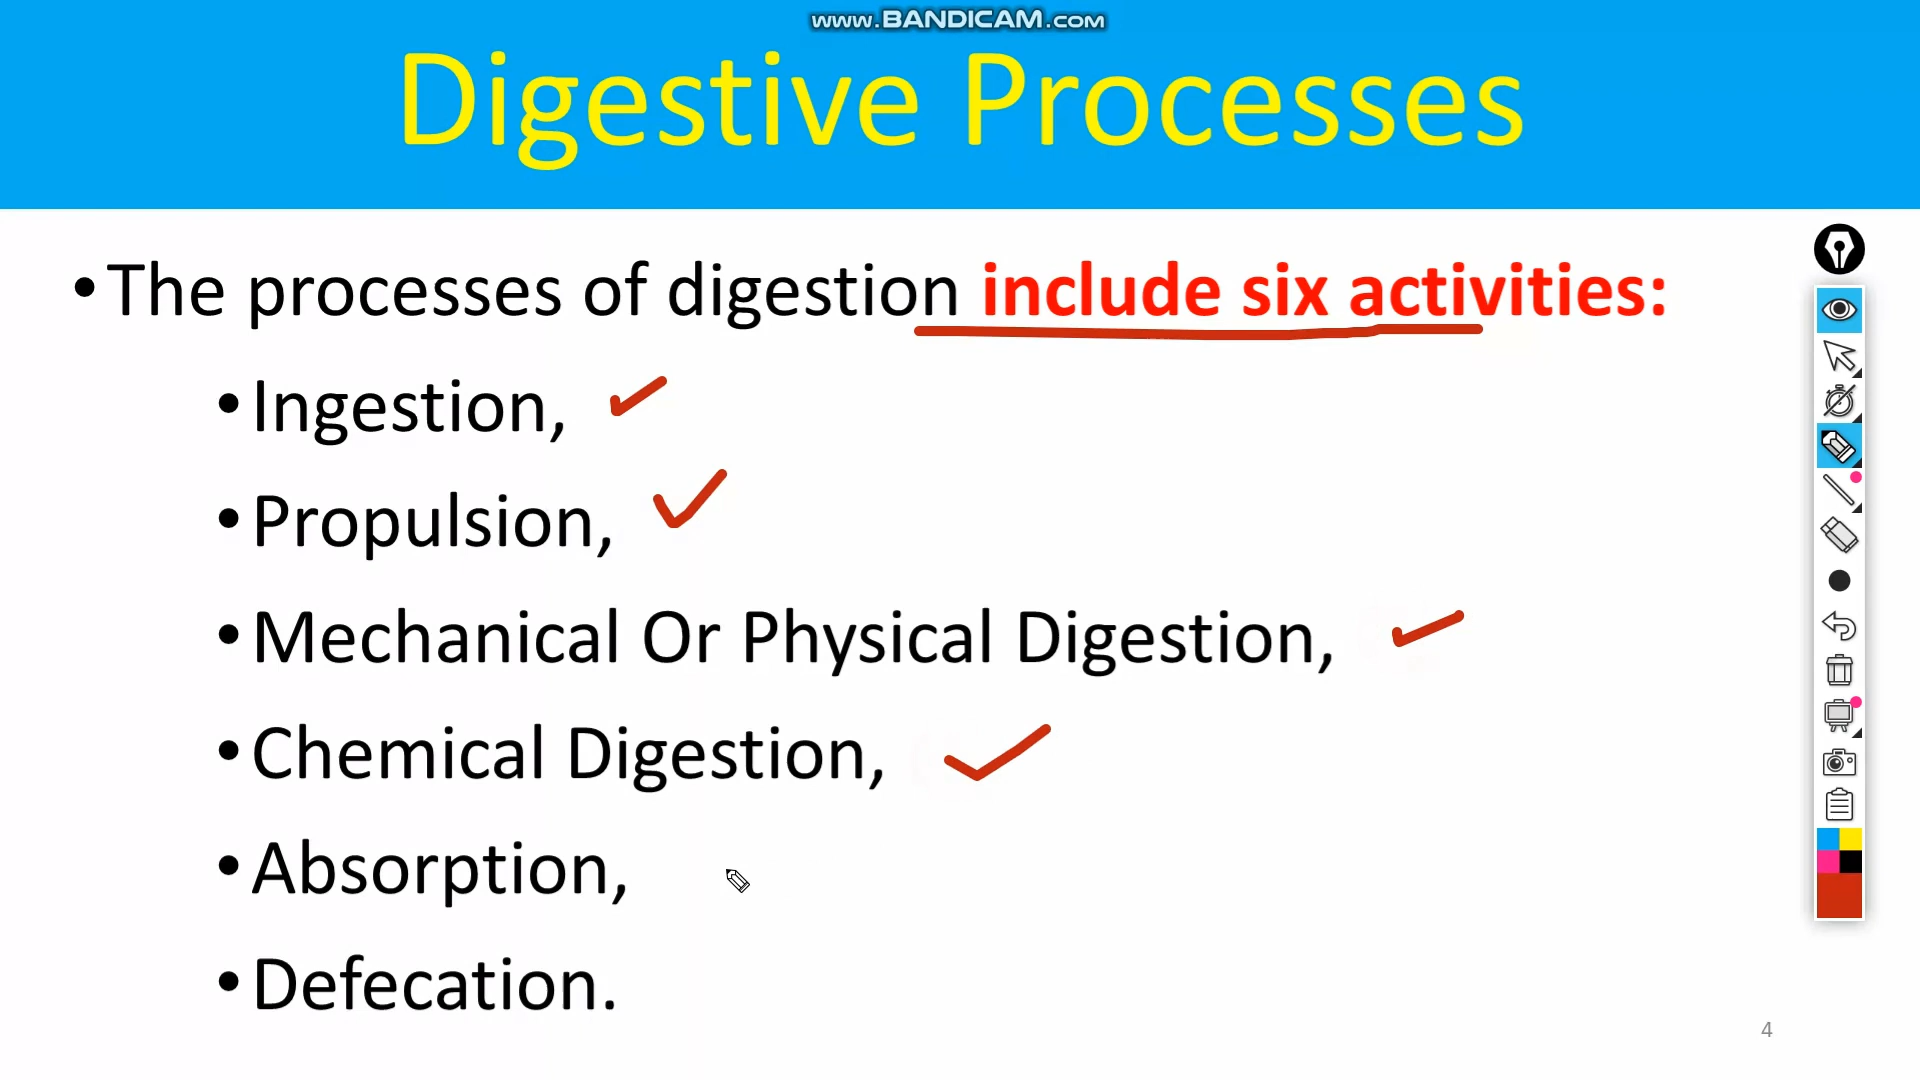 www.BANDICAM.com
Digestive Processes
•The processes of digestion include six activities:
•Ingestion,
•Propulsion,
•Mechanical Or Physical Digestion,
•Chemical Digestion,
•Absorption,
•Defecation.
4